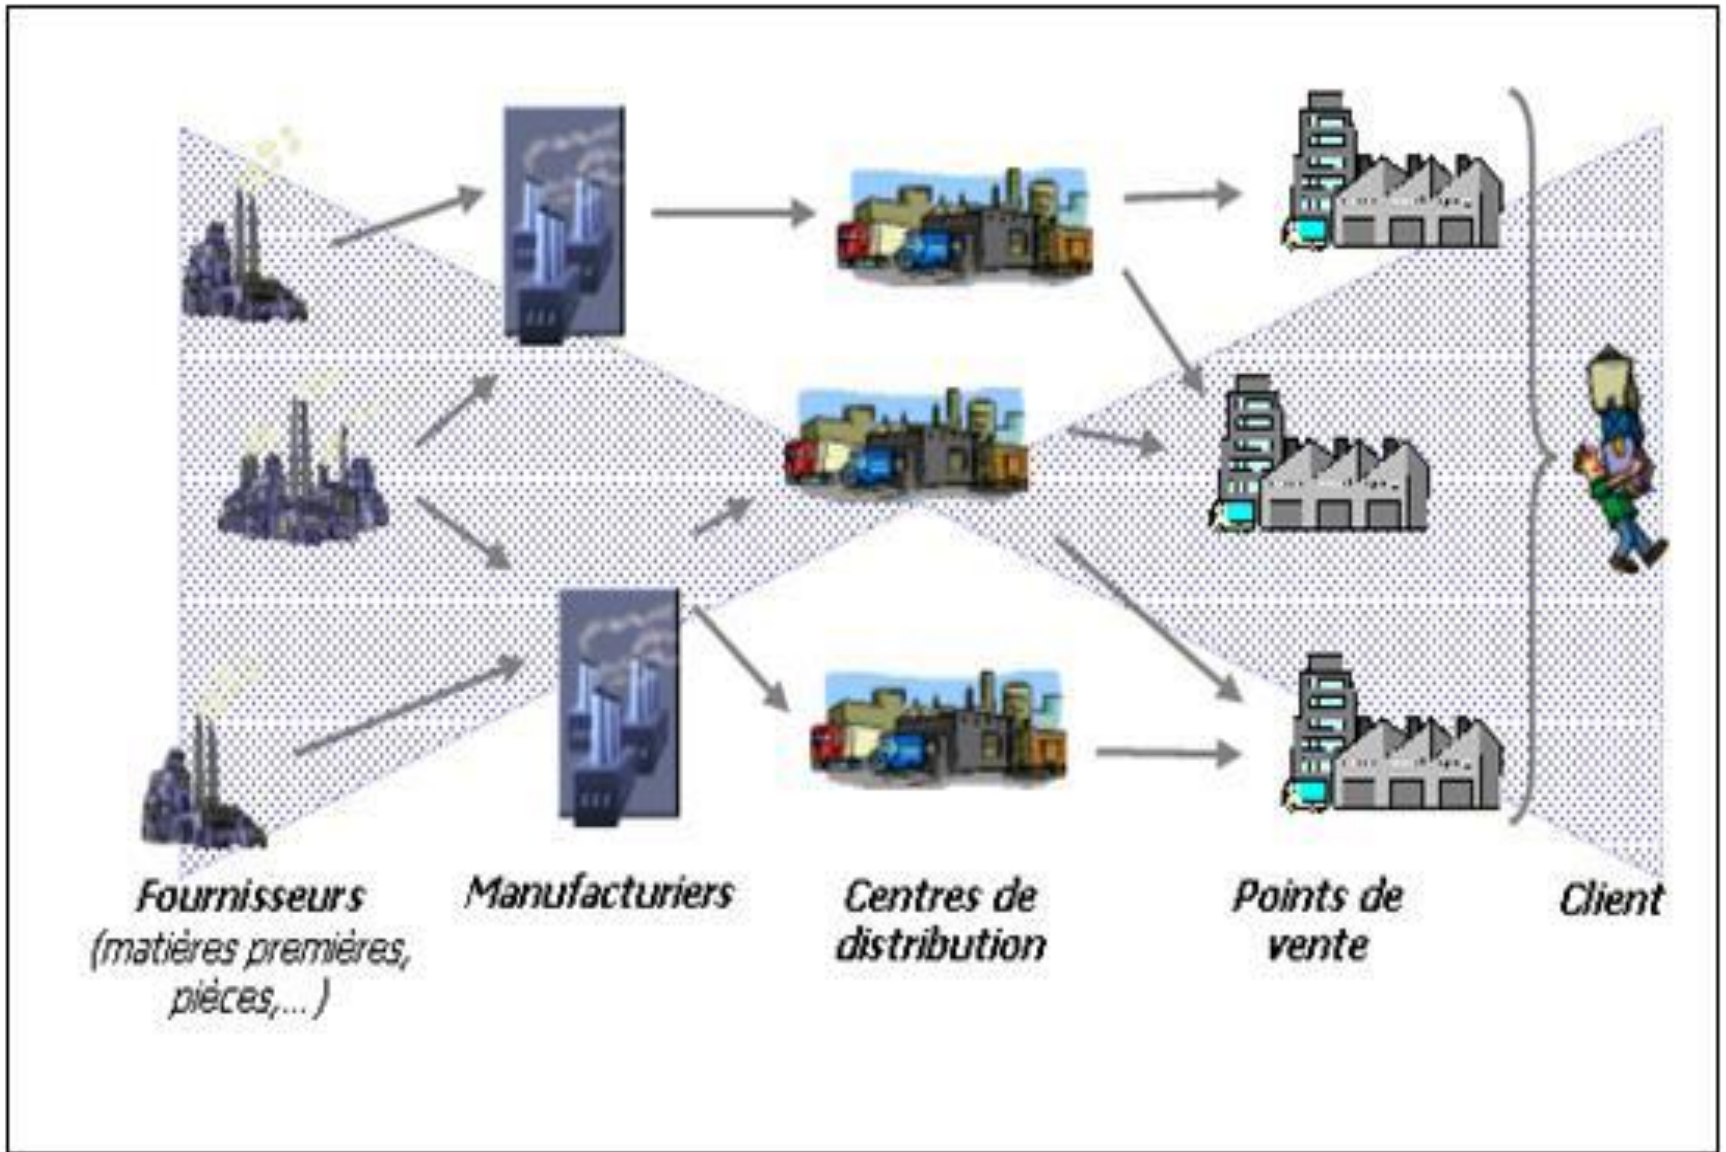 Fournisseurs
(matières premières,
pièces,...)
Manufacturiers
Centres de
distribution
Points de
vente
Client